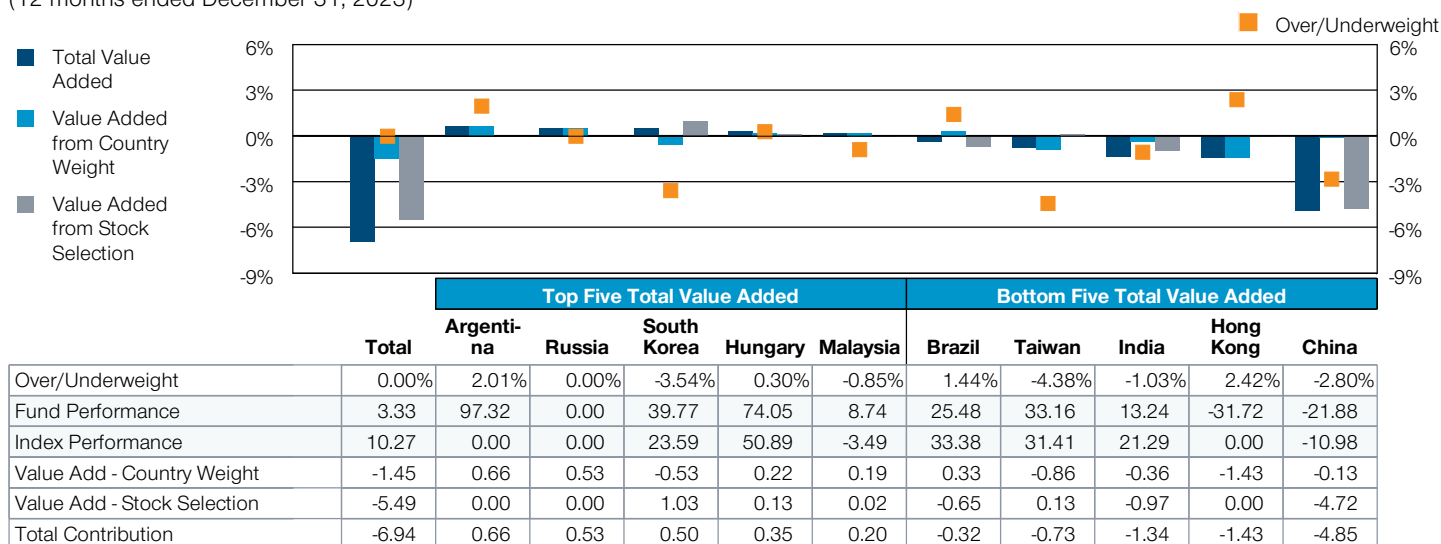 (12 months ended December 31, 2023)
Over/Underweight
Total Value
Added
Value Added
from Country
Weight
Value Added
from Stock
Selection
6% 6%
3% 3%
0% 0%
-3% -3%
-6% -6%
-9% -9%
Top Five Total Value Added Bottom Five Total Value Added
Total Argenti-na Russia South Korea Hungary Malaysia Brazil Taiwan India Hong Kong China
Over/Underweight 0.00% 2.01% 0.00% -3.54% 0.30% -0.85% 1.44% -4.38% -1.03% 2.42% -2.80%
Fund Performance 3.33 97.32 0.00 39.77 74.05 8.74 25.48 33.16 13.24 -31.72 -21.88
Index Performance 10.27 0.00 0.00 23.59 50.89 -3.49 33.38 31.41 21.29 0.00 -10.98
Value Add - Country Weight -1.45 0.66 0.53 -0.53 0.22 0.19 0.33 -0.86 -0.36 -1.43 -0.13
Value Add - Stock Selection -5.49 0.00 0.00 1.03 0.13 0.02 -0.65 0.13 -0.97 0.00 -4.72
Total Contribution -6.94 0.66 0.53 0.50 0.35 0.20 -0.32 -0.73 -1.34 -1.43 -4.85